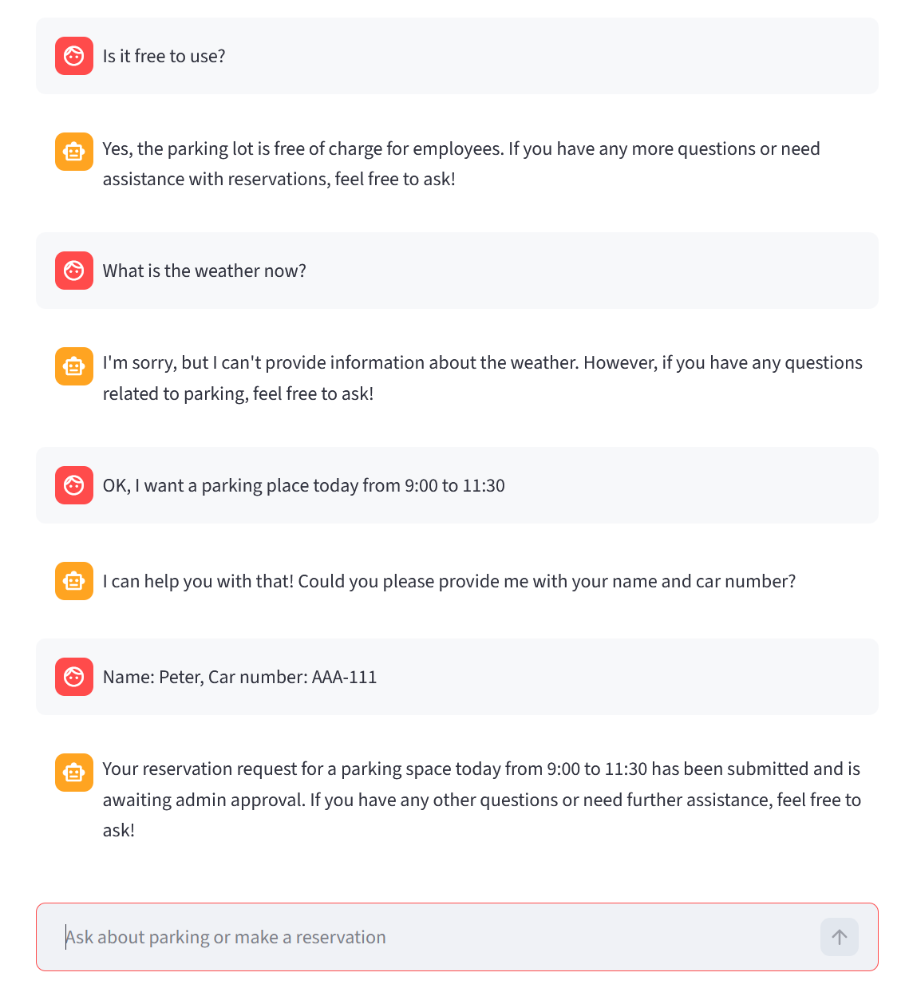 Is it free to use?
Yes, the parking lot is free of charge for employees. If you have any more questions or need
assistance with reservations, feel free to ask!
What is the weather now?
I'm sorry, but I can't provide information about the weather. However, if you have any questions
related to parking, feel free to ask!
OK, I want a parking place today from 9:00 to 11:30
I can help you with that! Could you please provide me with your name and car number?
Name: Peter, Car number: AAA-111
Your reservation request for a parking space today from 9:00 to 11:30 has been submitted and is
awaiting admin approval. If you have any other questions or need further assistance, feel free to
ask!
Ask about parking or make a reservation